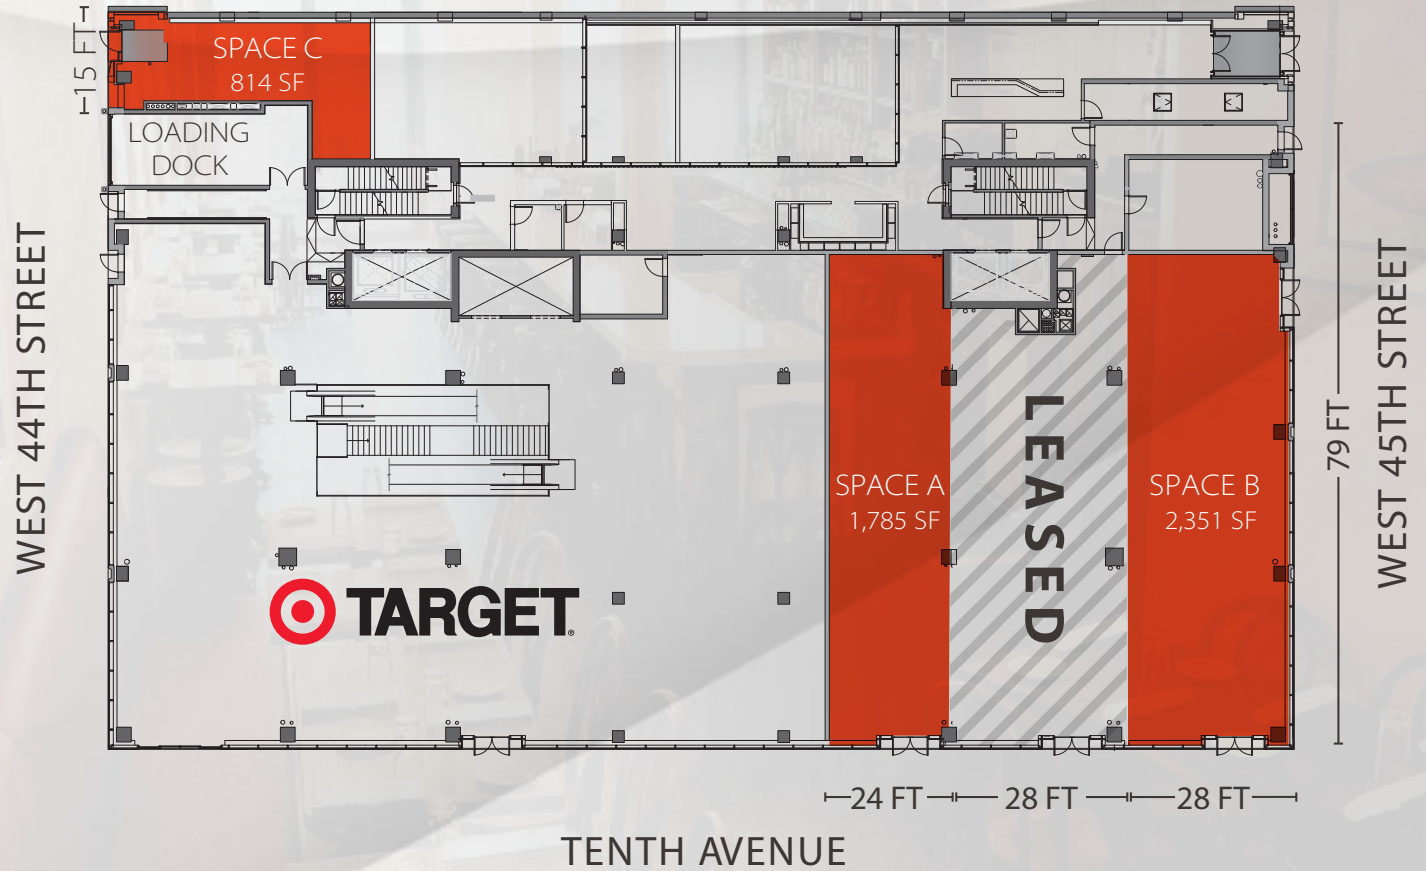 15 FT
SPACE C
814 SF
LOADING
DOCK
WEST 44TH STREET
SPACE A
1,785 SF
LEASED
SPACE B
2,351 SF
79 FT
WEST 45TH STREET
TARGET
24 FT
28 FT
28 FT
TENTH AVENUE